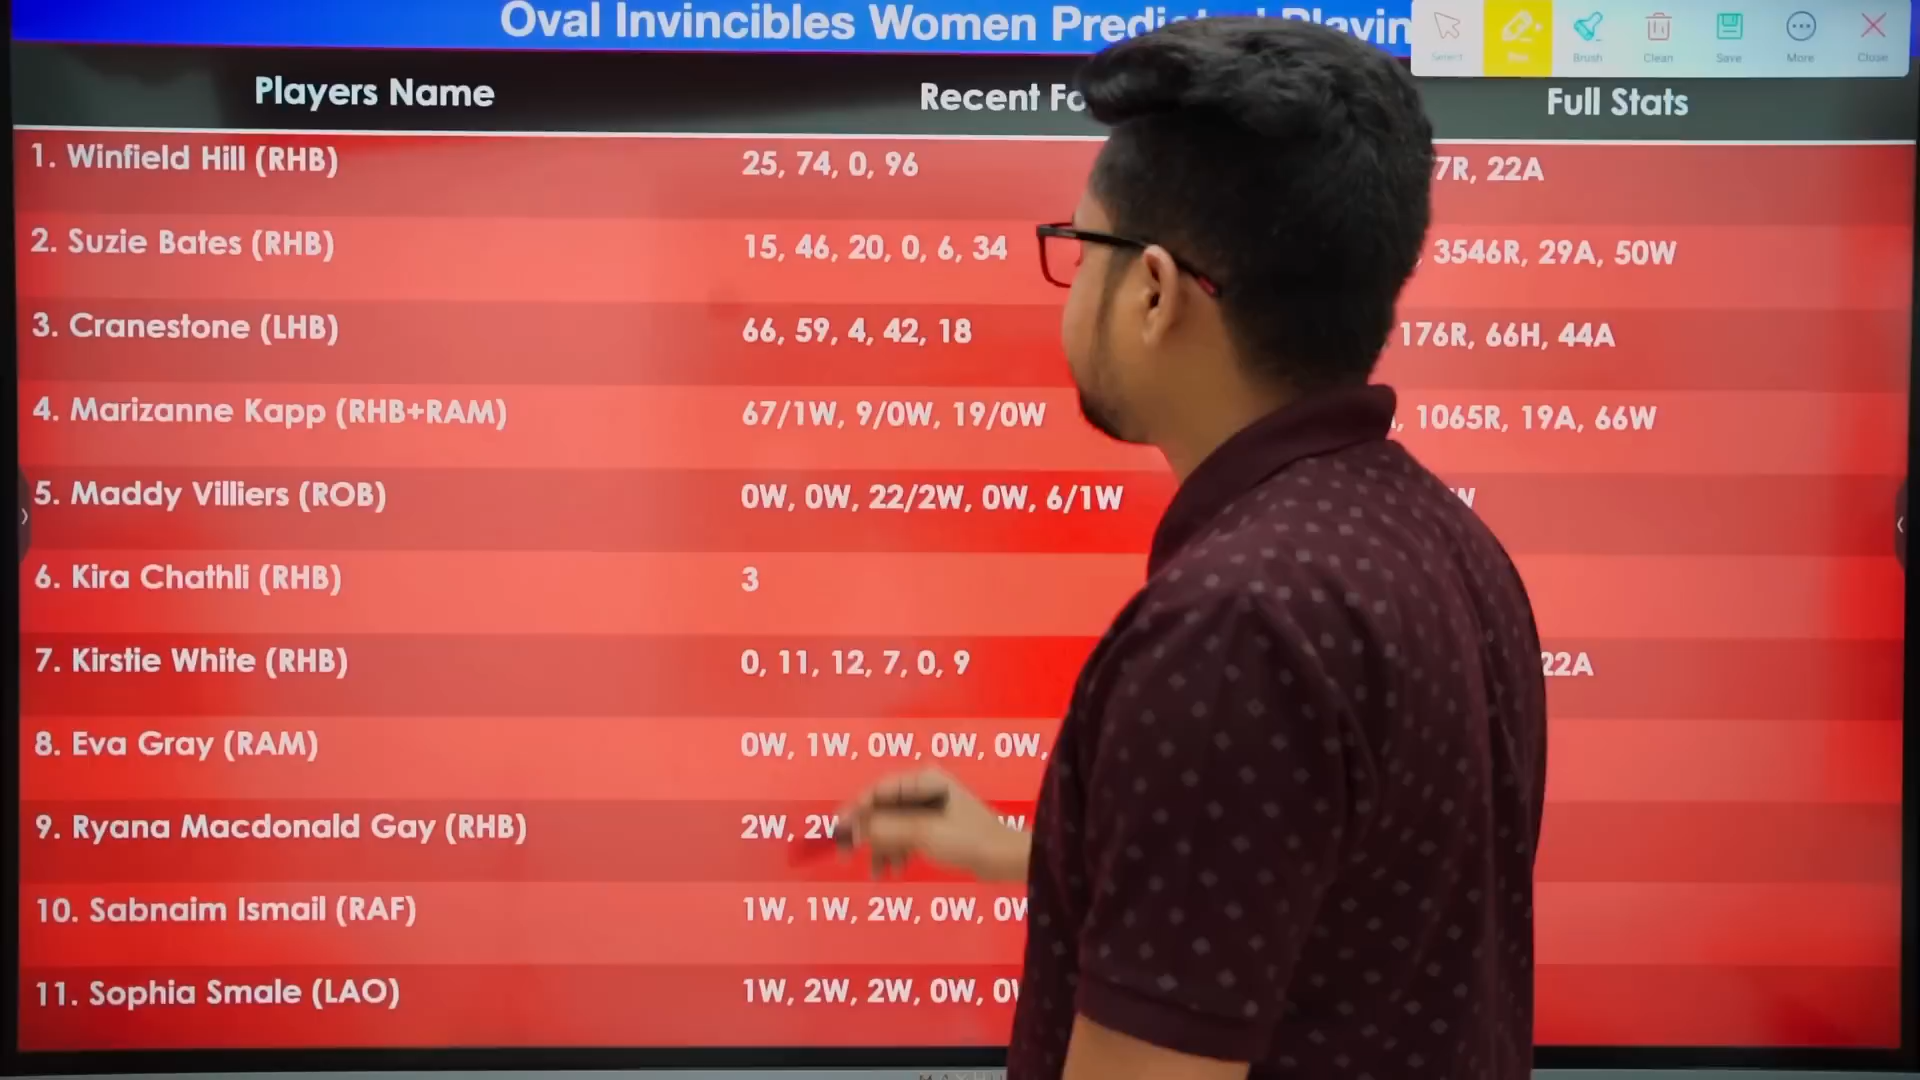 Oval Invincibles Women
Select
Brush
Clean
Save
More
Close
Players Name
Recent
Full Stats
1. Winfield Hill (RHB)
25, 74, 0, 96
7R, 22A
2. Suzie Bates (RHB)
15, 46, 20, 0, 6, 34
3546R, 29A, 50W
3. Cranestone (LHB)
66, 59, 4, 42, 18
176R, 66H, 44A
4. Marizanne Kapp (RHB+RAM)
67/1W, 9/0W, 19/0W
1065R, 19A, 66W
5. Maddy Villiers (ROB)
0W, 0W, 22/2W, 0W, 6/1W
W
6. Kira Chathli (RHB)
3
7. Kirstie White (RHB)
0, 11, 12, 7, 0, 9
22A
8. Eva Gray (RAM)
0W, 1W, 0W, 0W, 0W,
9. Ryana Macdonald Gay (RHB)
2W,
10. Sabnaim Ismail (RAF)
1W, 1W, 2W, 0W,
11. Sophia Smale (LAO)
1W, 2W, 2W, 0W,